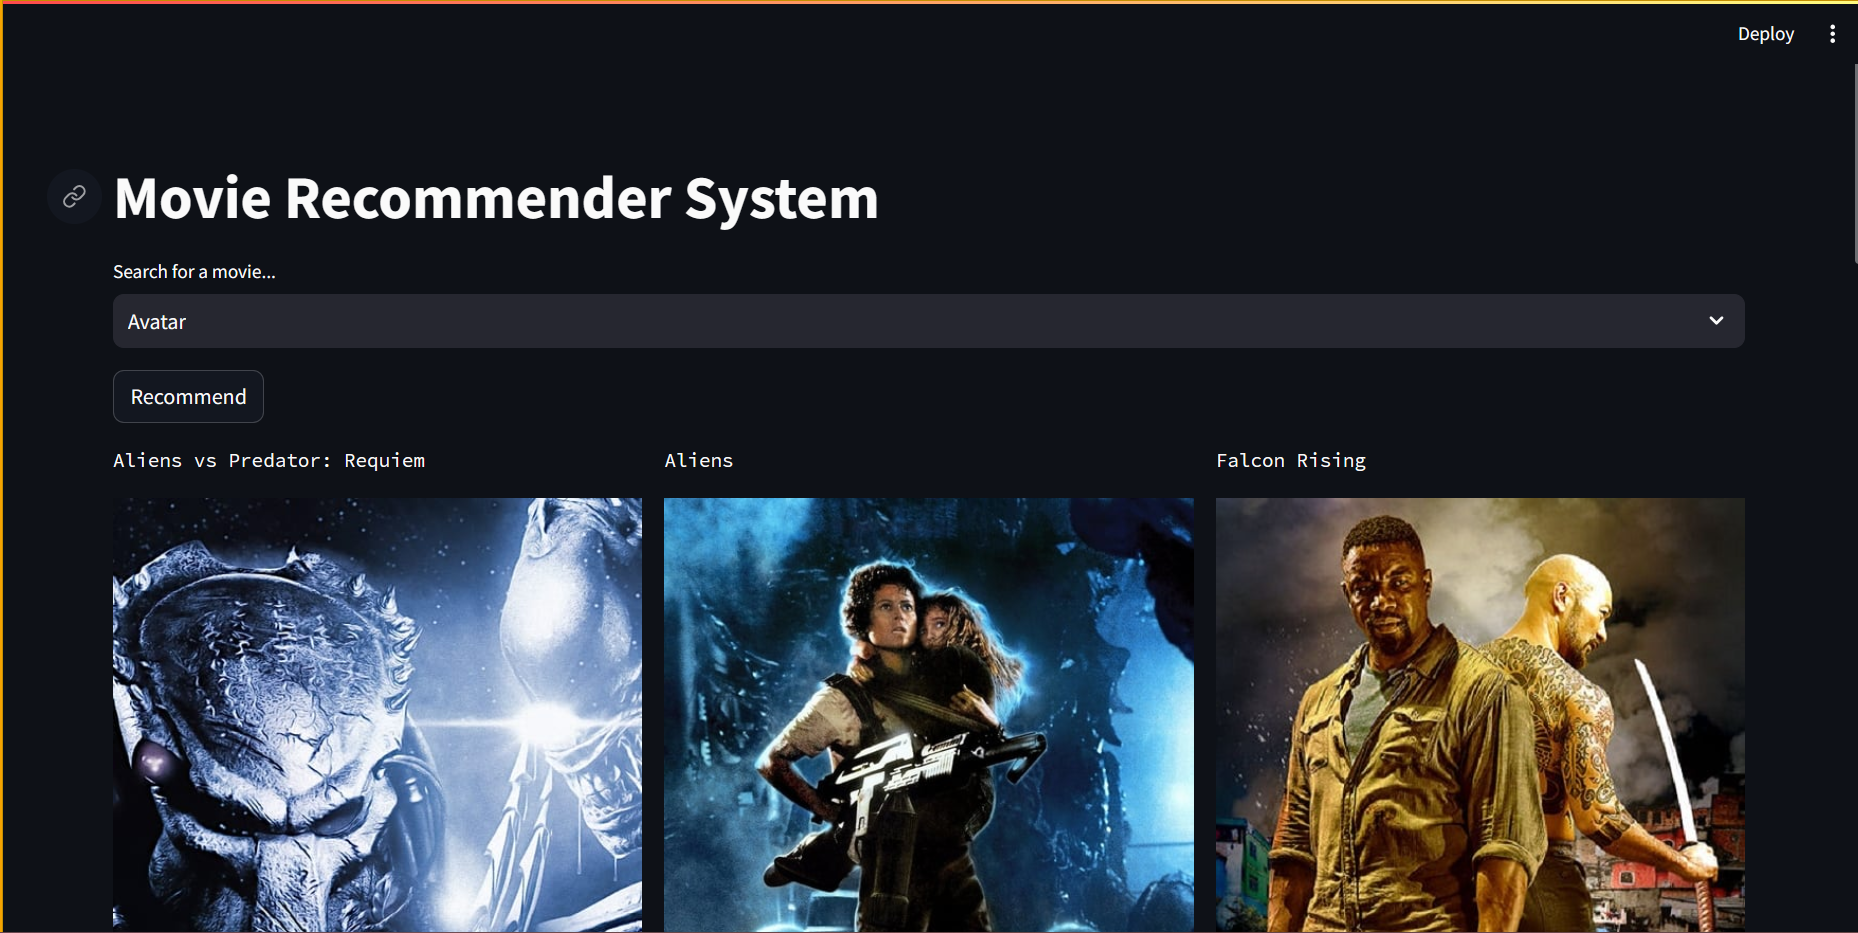 Deploy
Movie Recommender System
Search for a movie...
Avatar
Recommend
Aliens vs Predator: Requiem
Aliens
Falcon Rising